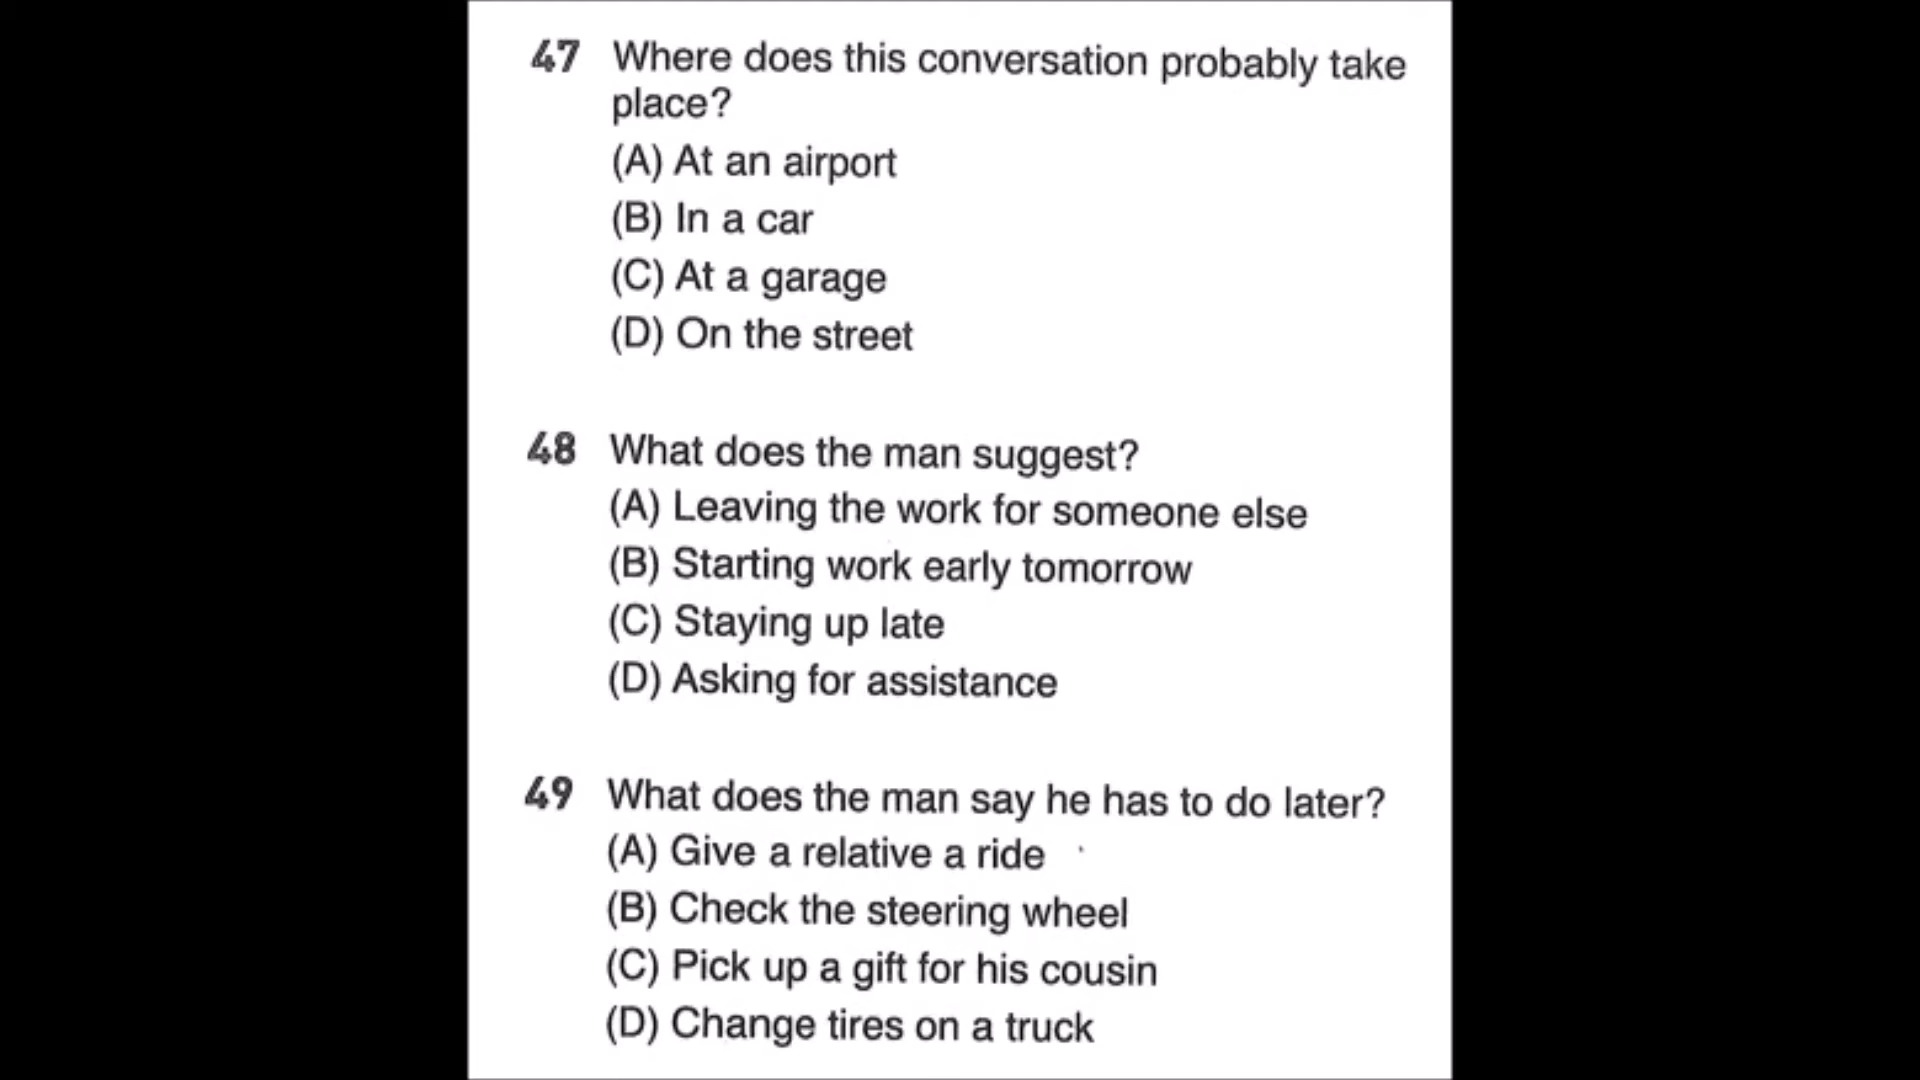 47 Where does this conversation probably take
place?
(A) At an airport
(B) In a car
(C) At a garage
(D) On the street
48 What does the man suggest?
(A) Leaving the work for someone else
(B) Starting work early tomorrow
(C) Staying up late
(D) Asking for assistance
49 What does the man say he has to do later?
(A) Give a relative a ride
(B) Check the steering wheel
(C) Pick up a gift for his cousin
(D) Change tires on a truck